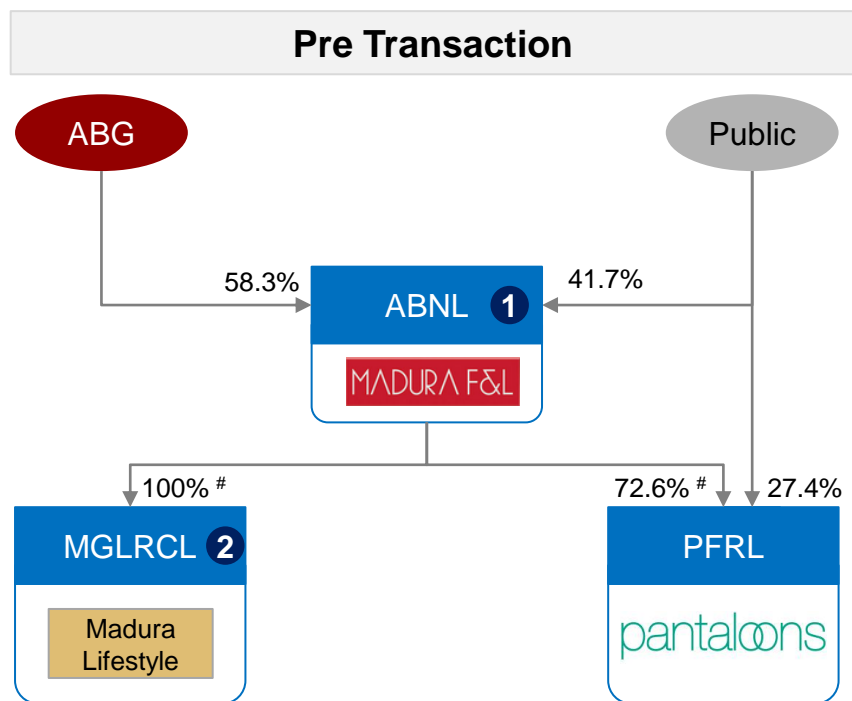 Pre Transaction
ABG
Public
58.3%
41.7%
ABNL 1
MADURA F&L
100% #
72.6% #
27.4%
MGLRCL 2
PFRL
Madura
Lifestyle
pantaloons